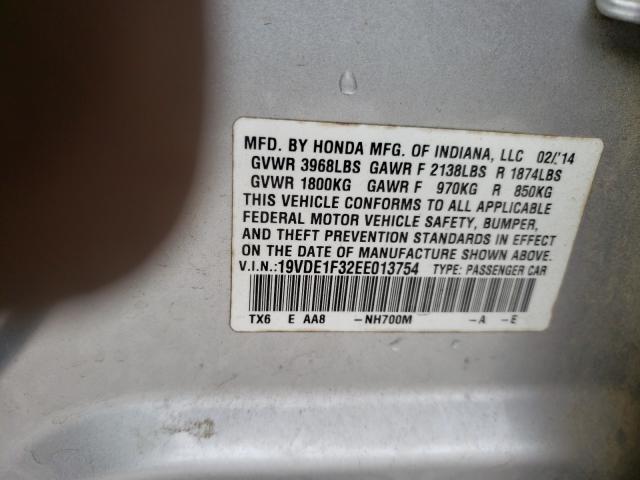 MFD. BY HONDA MFG. OF INDIANA, LLC 02/'14
GVWR 3968LBS GAWR F 2138LBS R 1874LBS
GVWR 1800KG GAWR F 970KG R 850KG
THIS VEHICLE CONFORMS TO ALL APPLICABLE
FEDERAL MOTOR VEHICLE SAFETY, BUMPER,
AND THEFT PREVENTION STANDARDS IN EFFECT
ON THE DATE OF MANUFACTURE SHOWN ABOVE.
V.I.N.:19VDE1F32EE013754 TYPE: PASSENGER CAR
TX6 E AA8 -NH700M -A -E